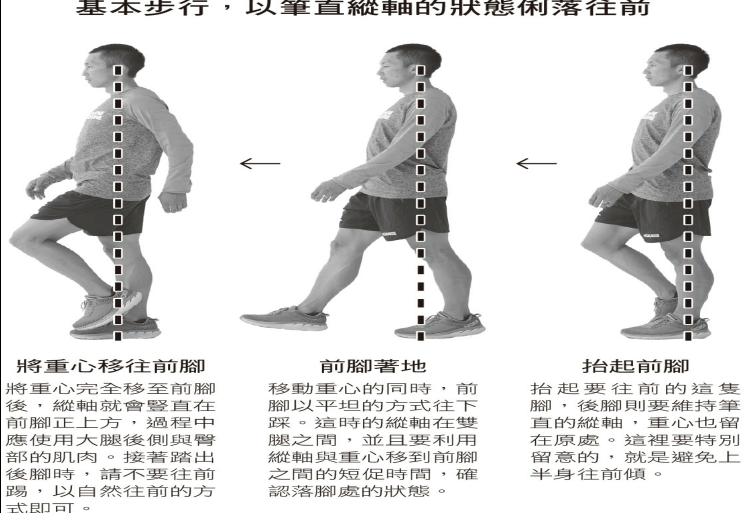 基本步行，以筆直縱軸的狀態俐落往前
將重心移往前腳
將重心完全移至前腳
後，縱軸就會豎直在
前腳正上方，過程中
應使用大腿後側與臀
部的肌肉。接著踏出
後腳時，請不要往前
踢，以自然往前的方
式即可。
前腳著地
移動重心的同時，前
腳以平坦的方式往下
踩。這時的縱軸在雙
腿之間，並且要利用
縱軸與重心移到前腳
之間的短促時間，確
認落腳處的狀態。
抬起前腳
抬起要往前的這隻
腳，後腳則要維持筆
直的縱軸，重心也留
在原處。這裡要特別
留意的，就是避免上
半身往前傾。